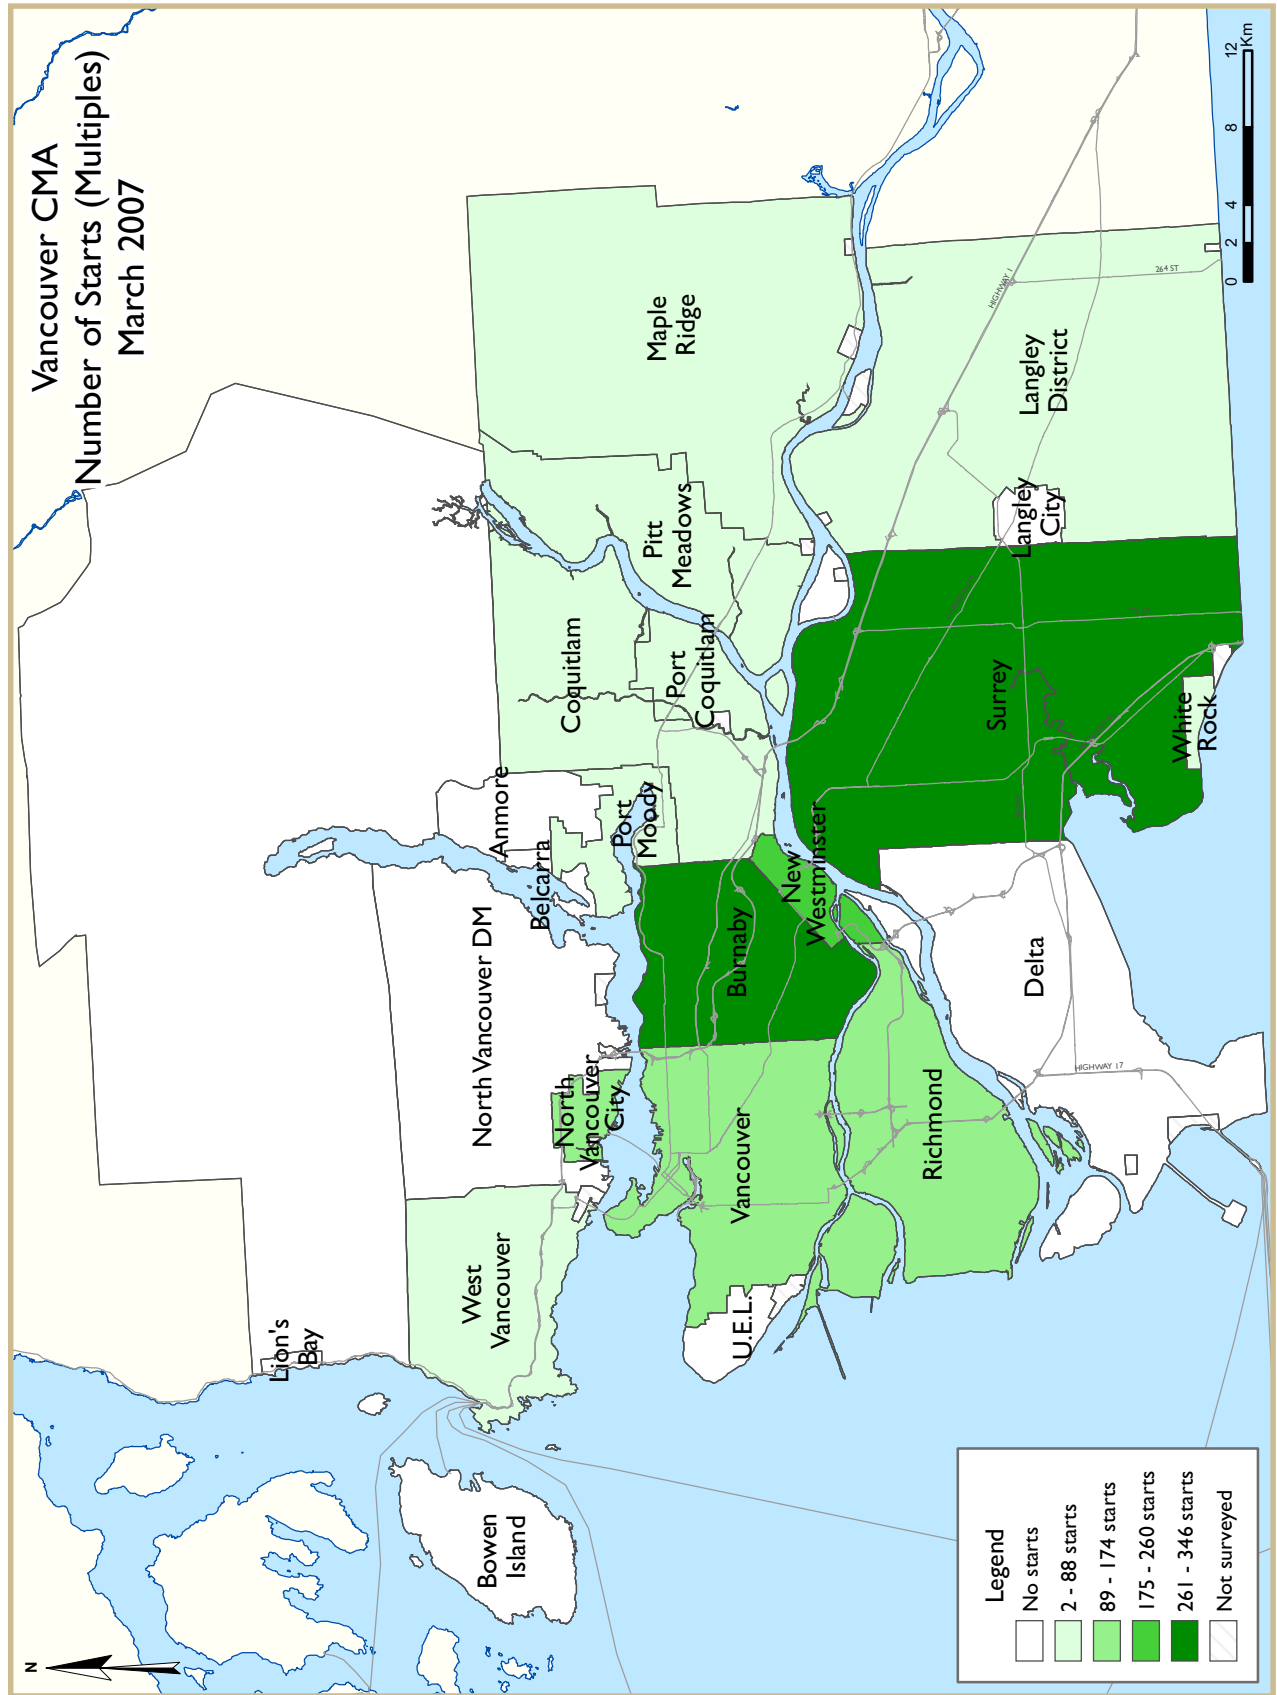 Vancouver CMA
Number of Starts (Multiples)
March 2007
N
Lion's
Bay
Bowen
Island
West
Vancouver
North Vancouver DM
North
Vancouver
City
Belcarra
Anmore
Port
Moody
Coquitlam
Port
Coquitlam
Pitt
Meadows
Maple
Ridge
U.E.L.
Vancouver
Burnaby
New
Westminster
Richmond
Delta
Surrey
White
Rock
Langley
City
Langley
District
HIGHWAY 1
264 ST
HIGHWAY 17
Legend
No starts
2 - 88 starts
89 - 174 starts
175 - 260 starts
261 - 346 starts
Not surveyed
0 2 4 8 12
Km